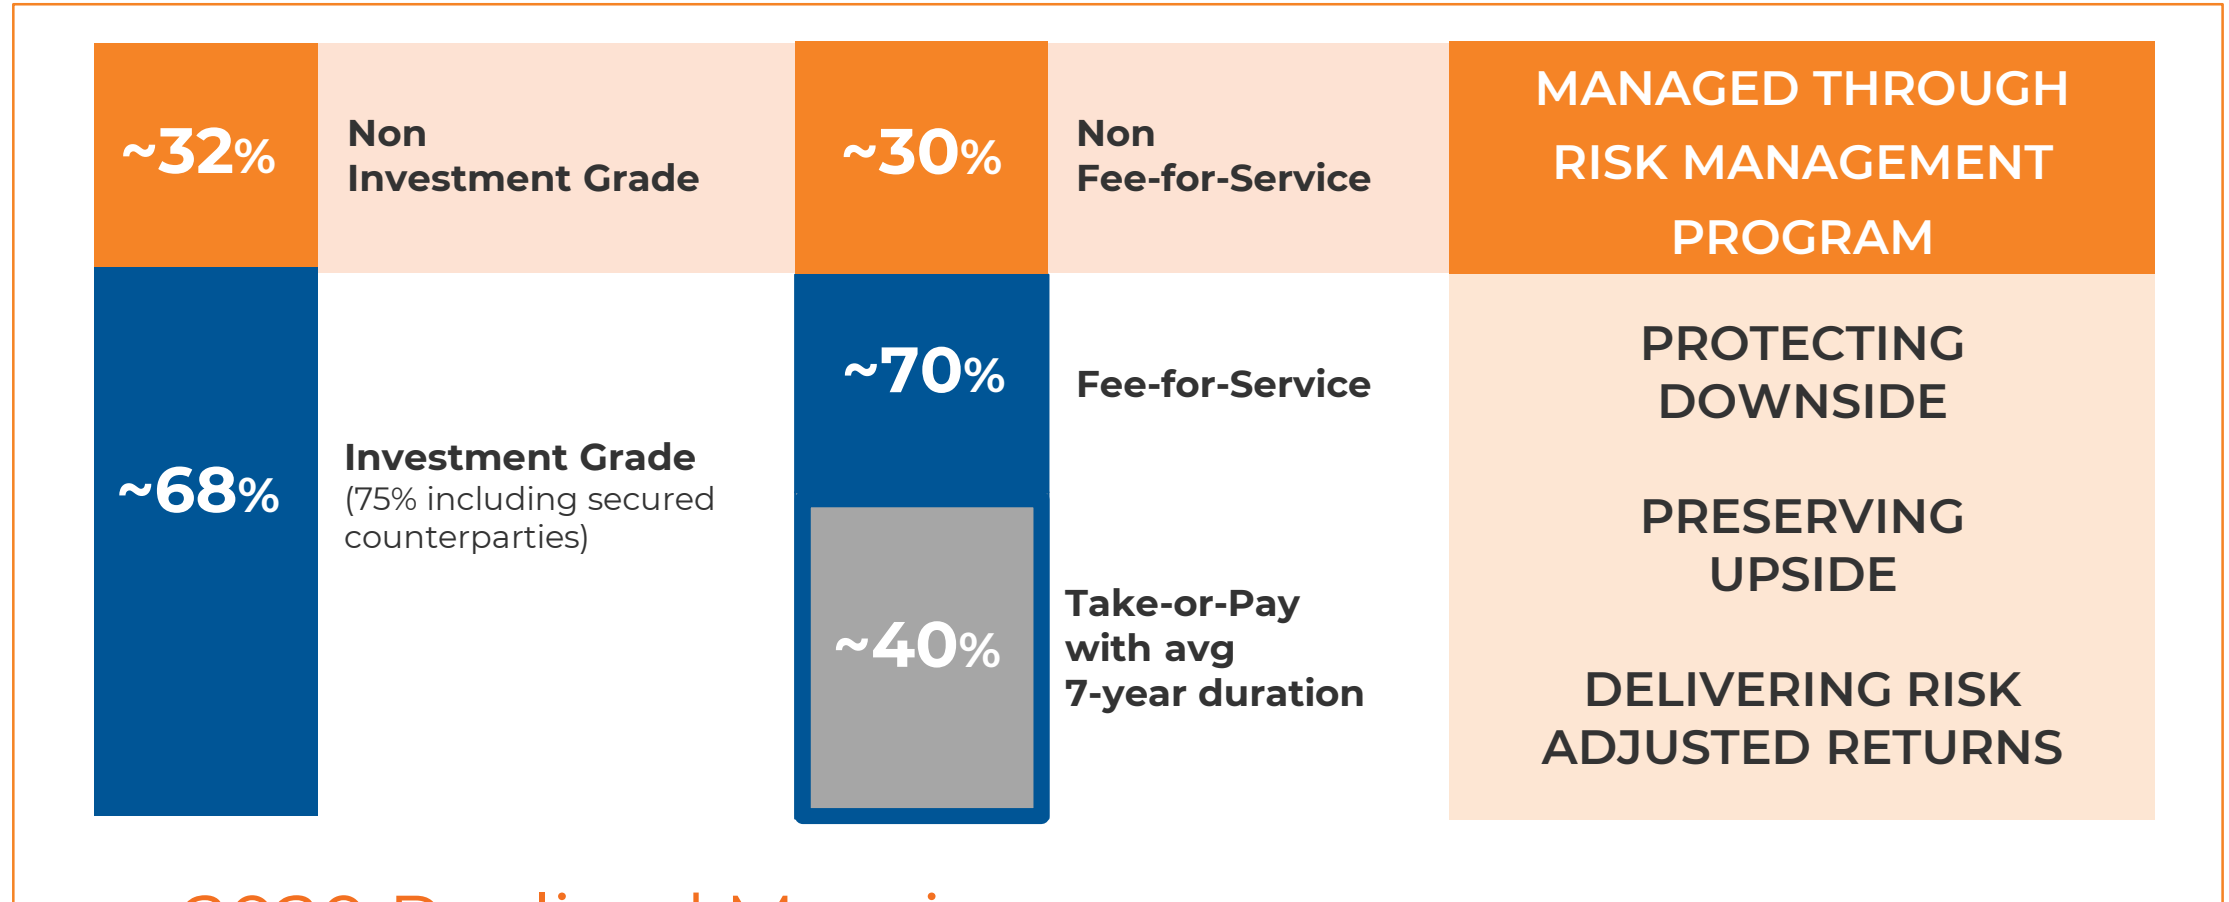 ~32%
Non
Investment Grade
~68%
Investment Grade
(75% including secured
counterparties)
~30%
Non
Fee-for-Service
~70%
Fee-for-Service
~40%
Take-or-Pay
with avg
7-year duration
MANAGED THROUGH
RISK MANAGEMENT
PROGRAM
PROTECTING
DOWNSIDE
PRESERVING
UPSIDE
DELIVERING RISK
ADJUSTED RETURNS